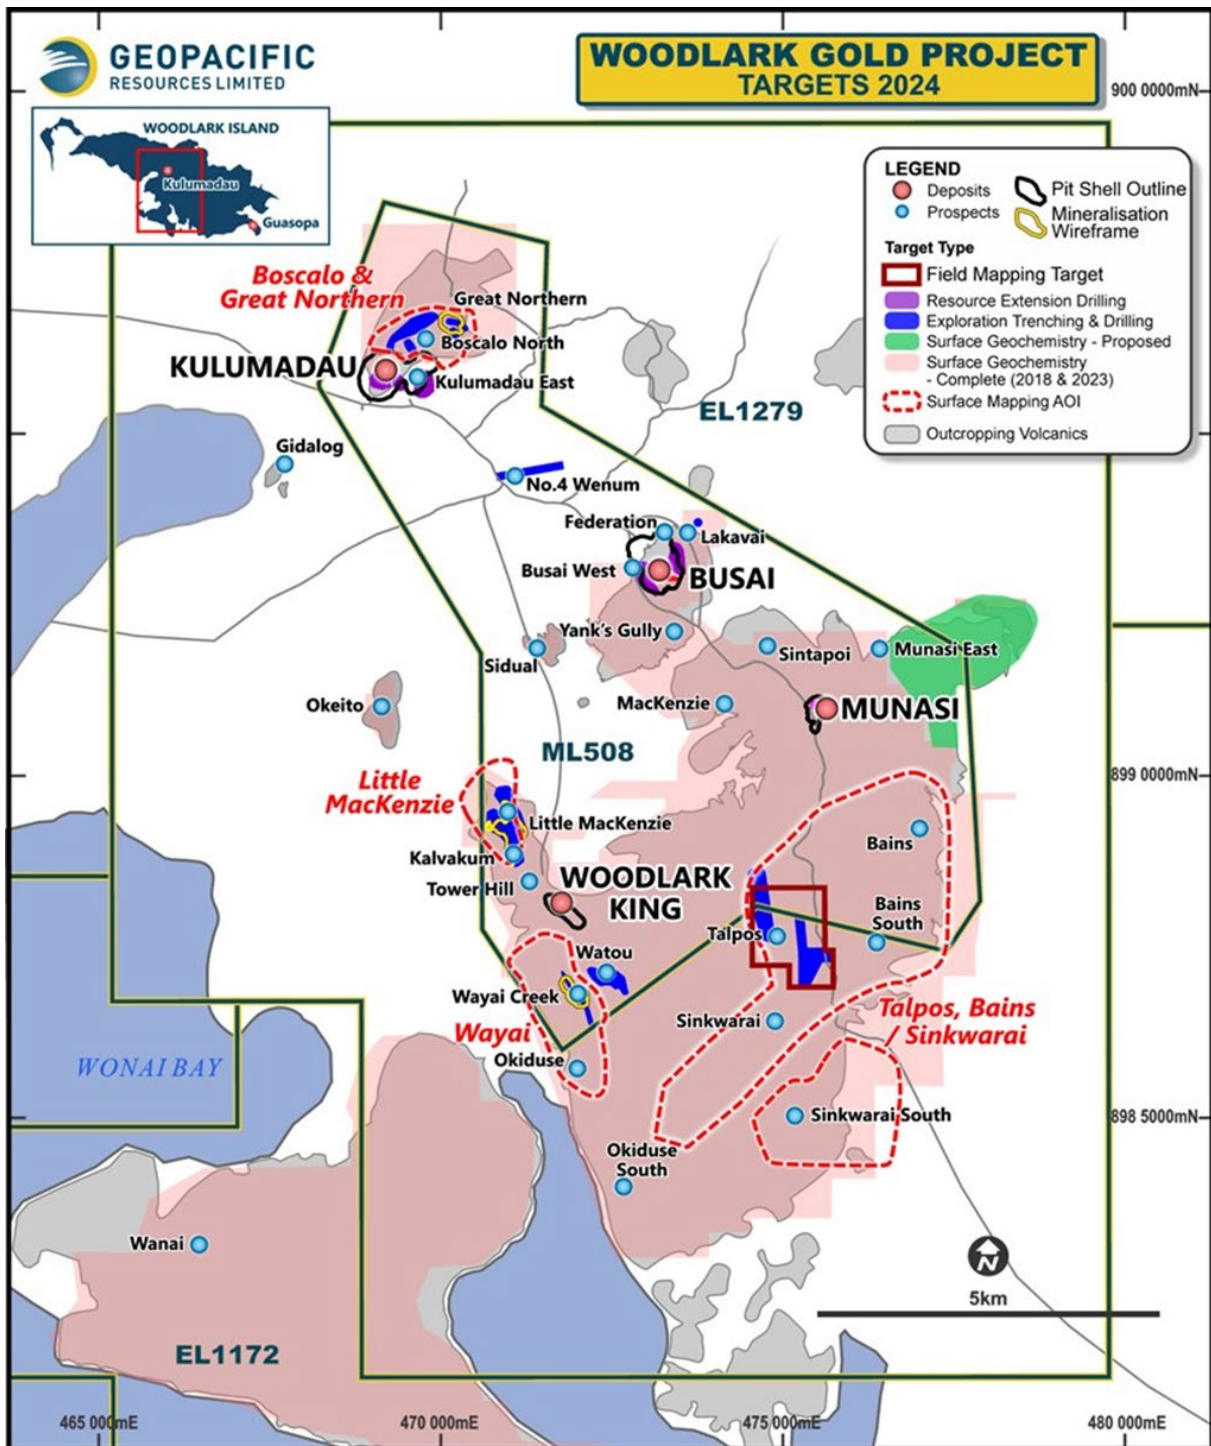 GEOPACIFIC
RESOURCES LIMITED
WOODLARK GOLD PROJECT
TARGETS 2024
900 0000mN
WOODLARK ISLAND
Kulumadau
Guasopa
LEGEND
Deposits
Prospects
Pit Shell Outline
Mineralisation
Wireframe
Target Type
Field Mapping Target
Resource Extension Drilling
Exploration Trenching & Drilling
Surface Geochemistry - Proposed
Surface Geochemistry
- Complete (2018 & 2023)
Surface Mapping AOI
Outcropping Volcanics
Boscalo &
Great Northern
Great Northern
Boscalo North
KULUMADAU
Kulumadau East
EL1279
Gidalog
No.4 Wenum
Federation
Lakavai
Busai West
BUSAI
Yank's Gully
Sidual
Sintapoi
Munasi East
Okeito
MacKenzie
MUNASI
ML508
899 0000mN
Little
MacKenzie
Little MacKenzie
Bains
Kalvakum
Tower Hill
WOODLARK
KING
Bains
South
Talpos
Watou
Wayai Creek
Talpos, Bains
/ Sinkwarai
Sinkwarai
Wayai
Okiduse
WONAI BAY
Sinkwarai South
898 5000mN
Okiduse
South
Wanai
N
5km
EL1172
465 000mE
470 000mE
475 000mE
480 000mE